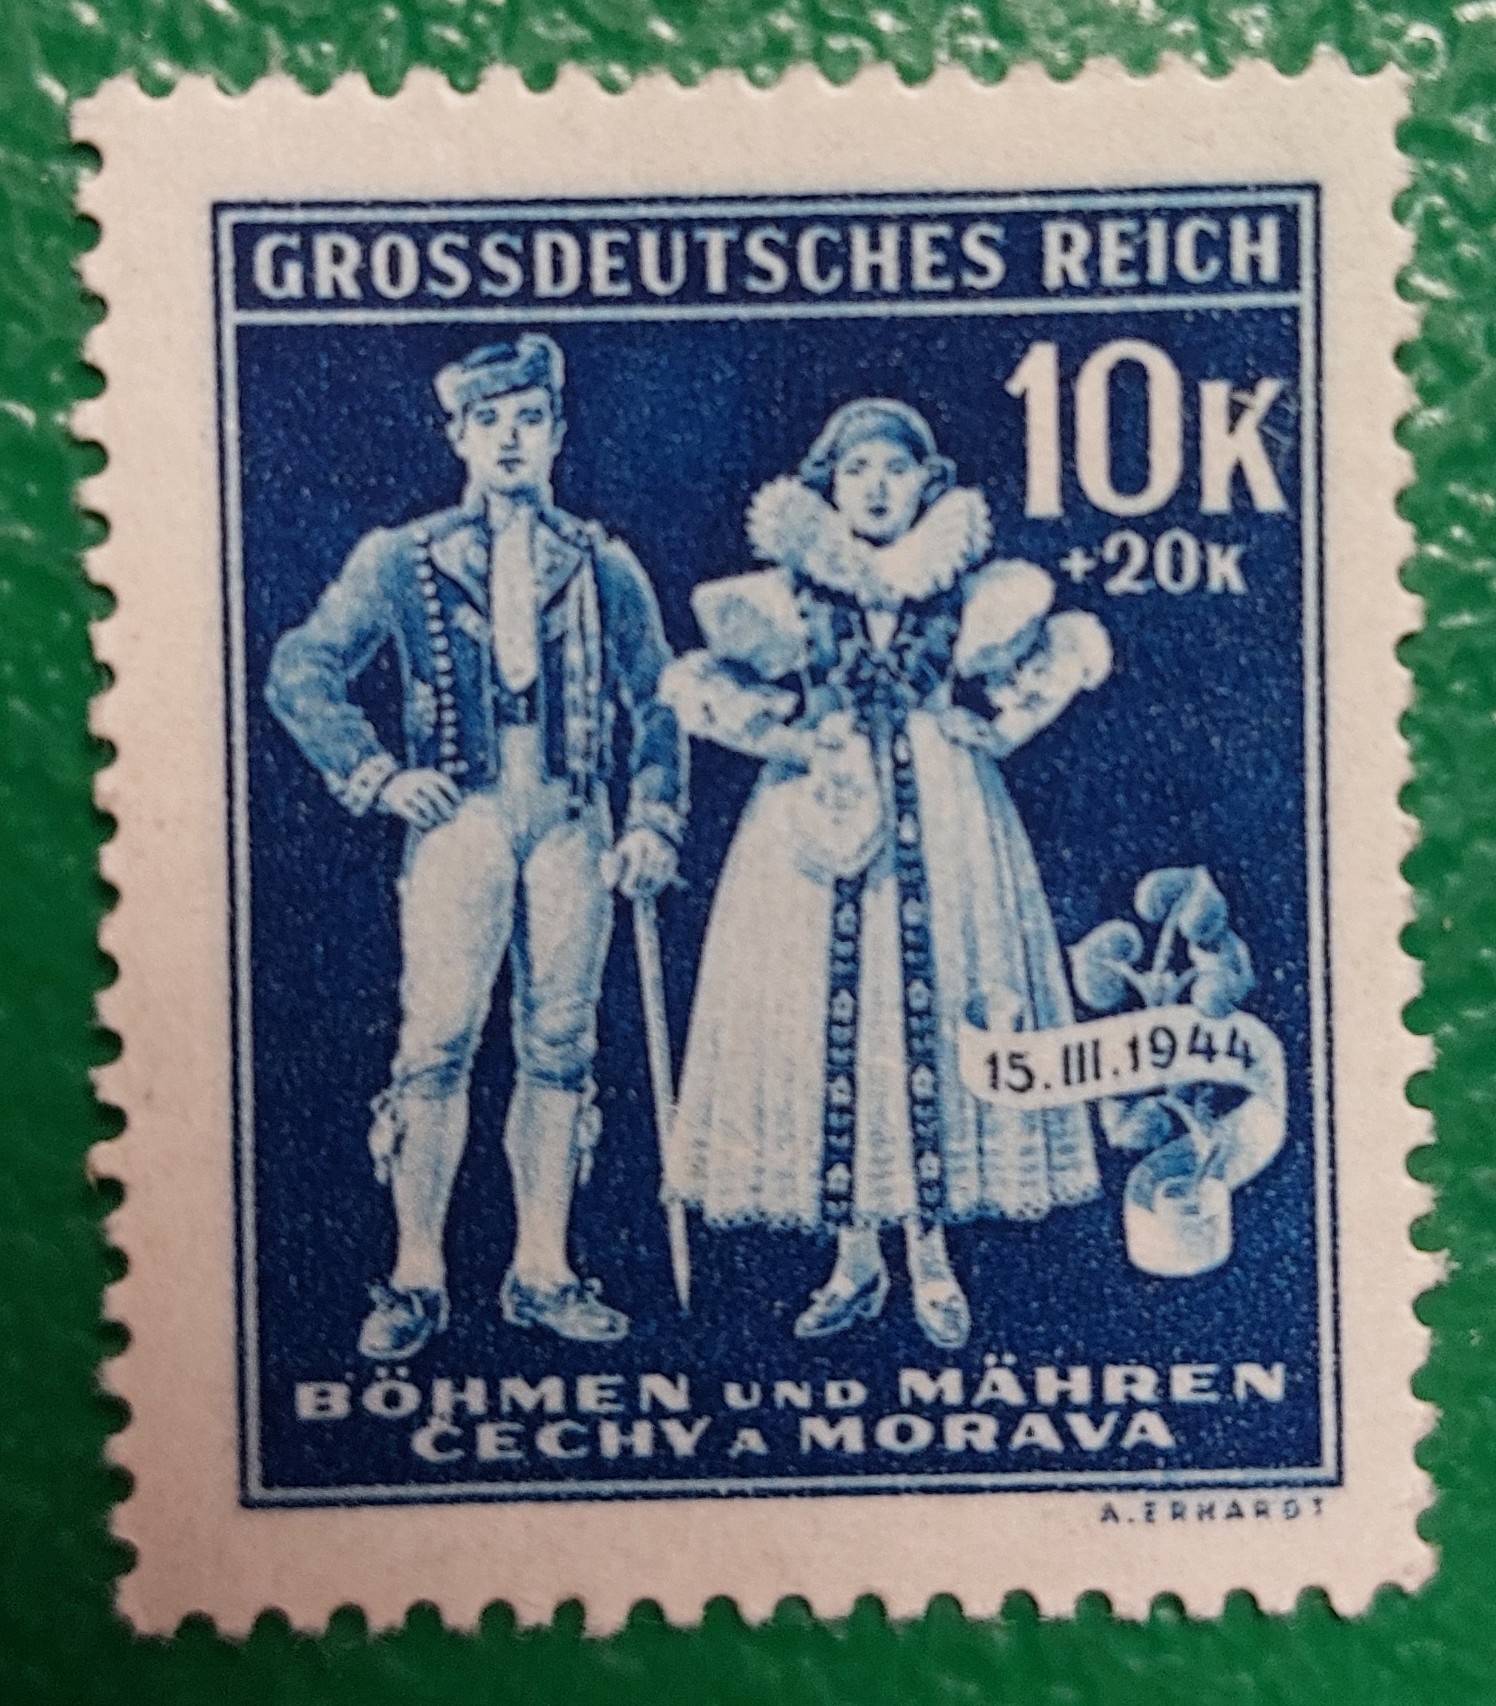 GROSSDEUTSCHES REICH
10K
+20K
15.III.1944
BÖHMEN UND MÄHREN
ČECHY A MORAVA
A. ERHARDT